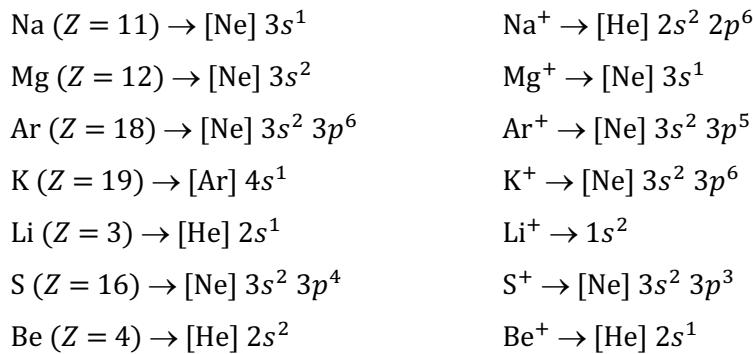 Na (Z = 11) → [Ne] 3s¹ Na⁺ → [He] 2s² 2p⁶
Mg (Z = 12) → [Ne] 3s² Mg⁺ → [Ne] 3s¹
Ar (Z = 18) → [Ne] 3s² 3p⁶ Ar⁺ → [Ne] 3s² 3p⁵
K (Z = 19) → [Ar] 4s¹ K⁺ → [Ne] 3s² 3p⁶
Li (Z = 3) → [He] 2s¹ Li⁺ → 1s²
S (Z = 16) → [Ne] 3s² 3p⁴ S⁺ → [Ne] 3s² 3p³
Be (Z = 4) → [He] 2s² Be⁺ → [He] 2s¹